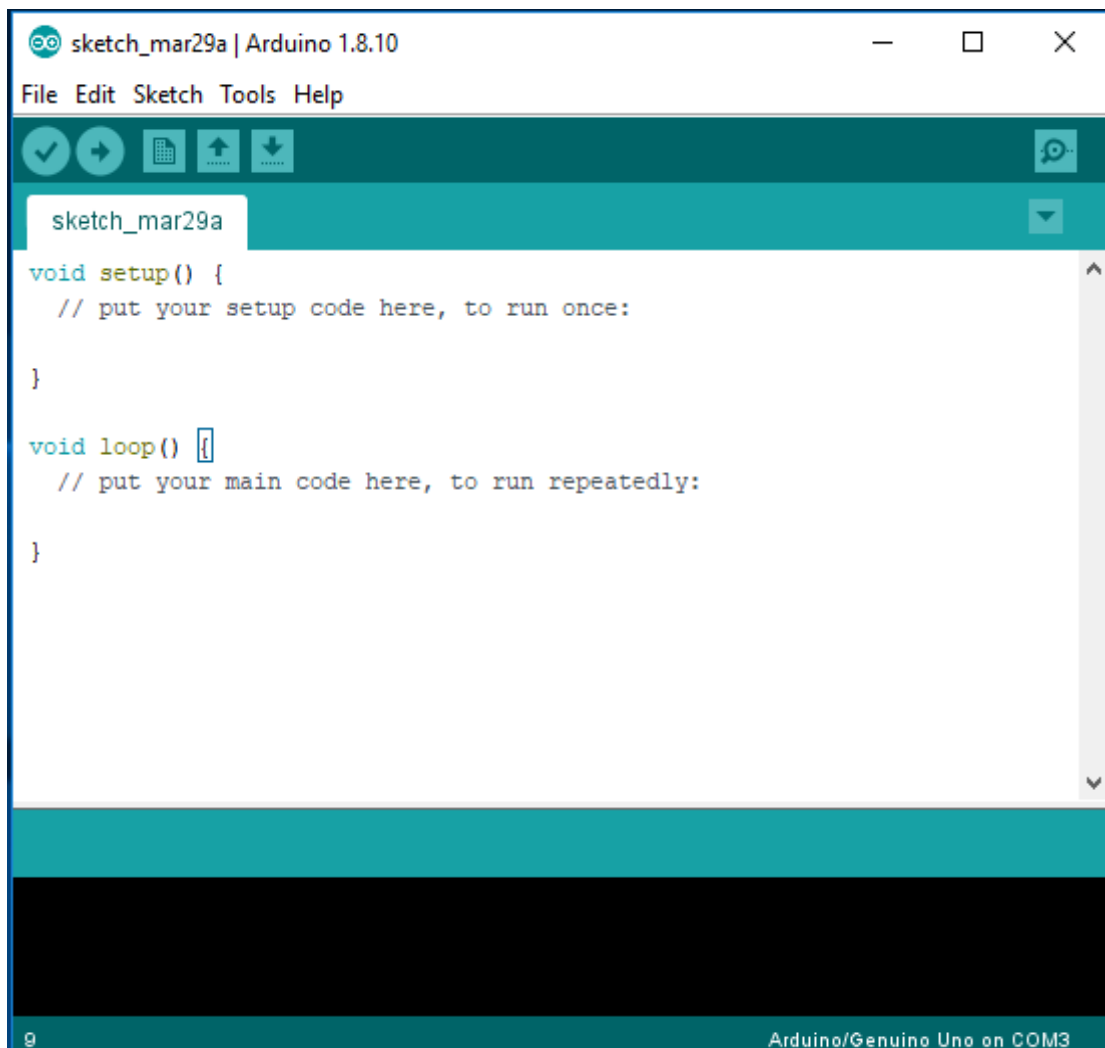 sketch_mar29a | Arduino 1.8.10
File Edit Sketch Tools Help
sketch_mar29a
void setup() {
  // put your setup code here, to run once:
}
void loop() {
  // put your main code here, to run repeatedly:
}
9 Arduino/Genuino Uno on COM3